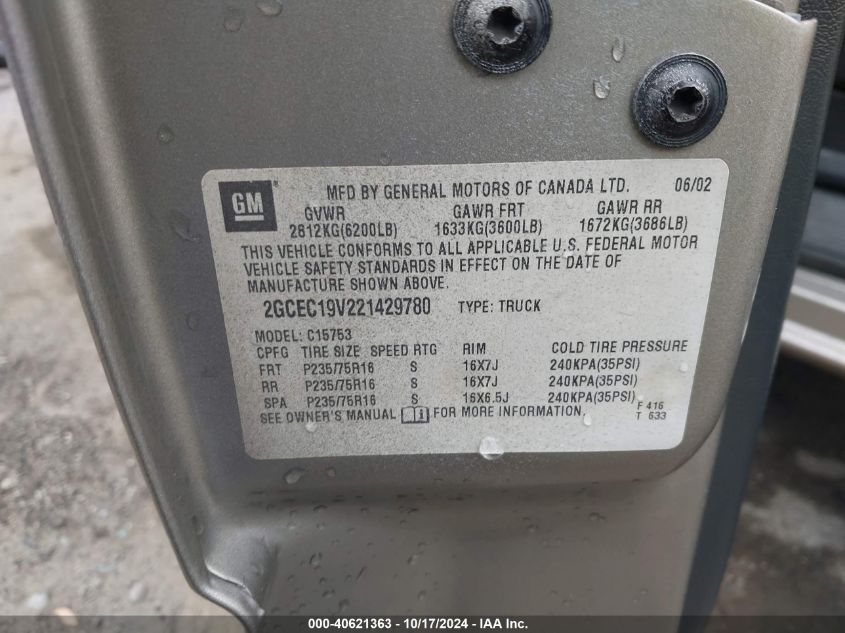 GM
MFD BY GENERAL MOTORS OF CANADA LTD. 06/02
GVWR GAWR FRT GAWR RR
2812KG(6200LB) 1633KG(3600LB) 1672KG(3686LB)
THIS VEHICLE CONFORMS TO ALL APPLICABLE U.S. FEDERAL MOTOR
VEHICLE SAFETY STANDARDS IN EFFECT ON THE DATE OF
MANUFACTURE SHOWN ABOVE.
2GCEC19V221429780 TYPE: TRUCK
MODEL: C15753
CPFG TIRE SIZE SPEED RTG RIM COLD TIRE PRESSURE
FRT P235/75R16 S 16X7J 240KPA(35PSI)
RR P235/75R16 S 16X7J 240KPA(35PSI)
SPA P235/75R16 S 16X6.5J 240KPA(35PSI)
SEE OWNER'S MANUAL i FOR MORE INFORMATION.
F 416
T 633
000-40621363 - 10/17/2024 - IAA Inc.